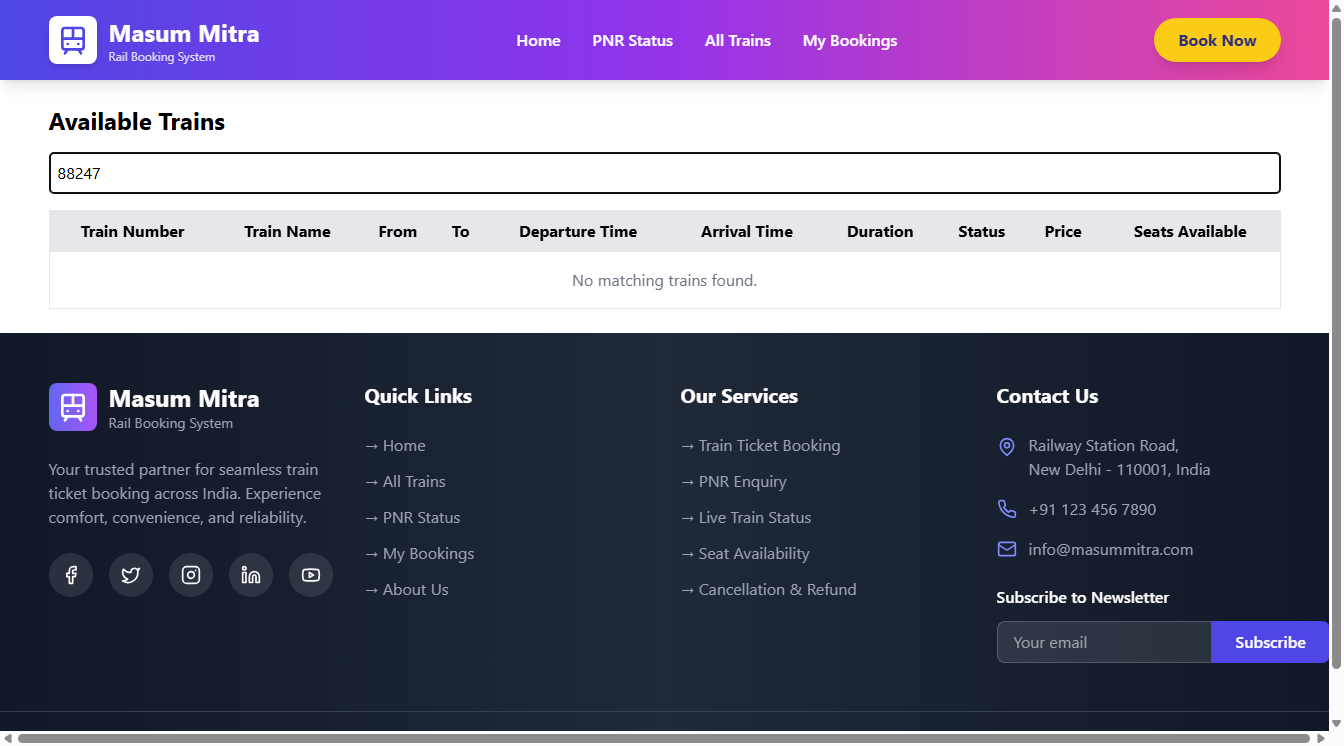 Masum Mitra
Rail Booking System
Home PNR Status All Trains My Bookings
Book Now
Available Trains
88247
Train Number Train Name From To Departure Time Arrival Time Duration Status Price Seats Available
No matching trains found.
Masum Mitra
Rail Booking System
Your trusted partner for seamless train
ticket booking across India. Experience
comfort, convenience, and reliability.
Quick Links
→ Home
→ All Trains
→ PNR Status
→ My Bookings
→ About Us
Our Services
→ Train Ticket Booking
→ PNR Enquiry
→ Live Train Status
→ Seat Availability
→ Cancellation & Refund
Contact Us
Railway Station Road,
New Delhi - 110001, India
+91 123 456 7890
info@masummitra.com
Subscribe to Newsletter
Your email
Subscribe